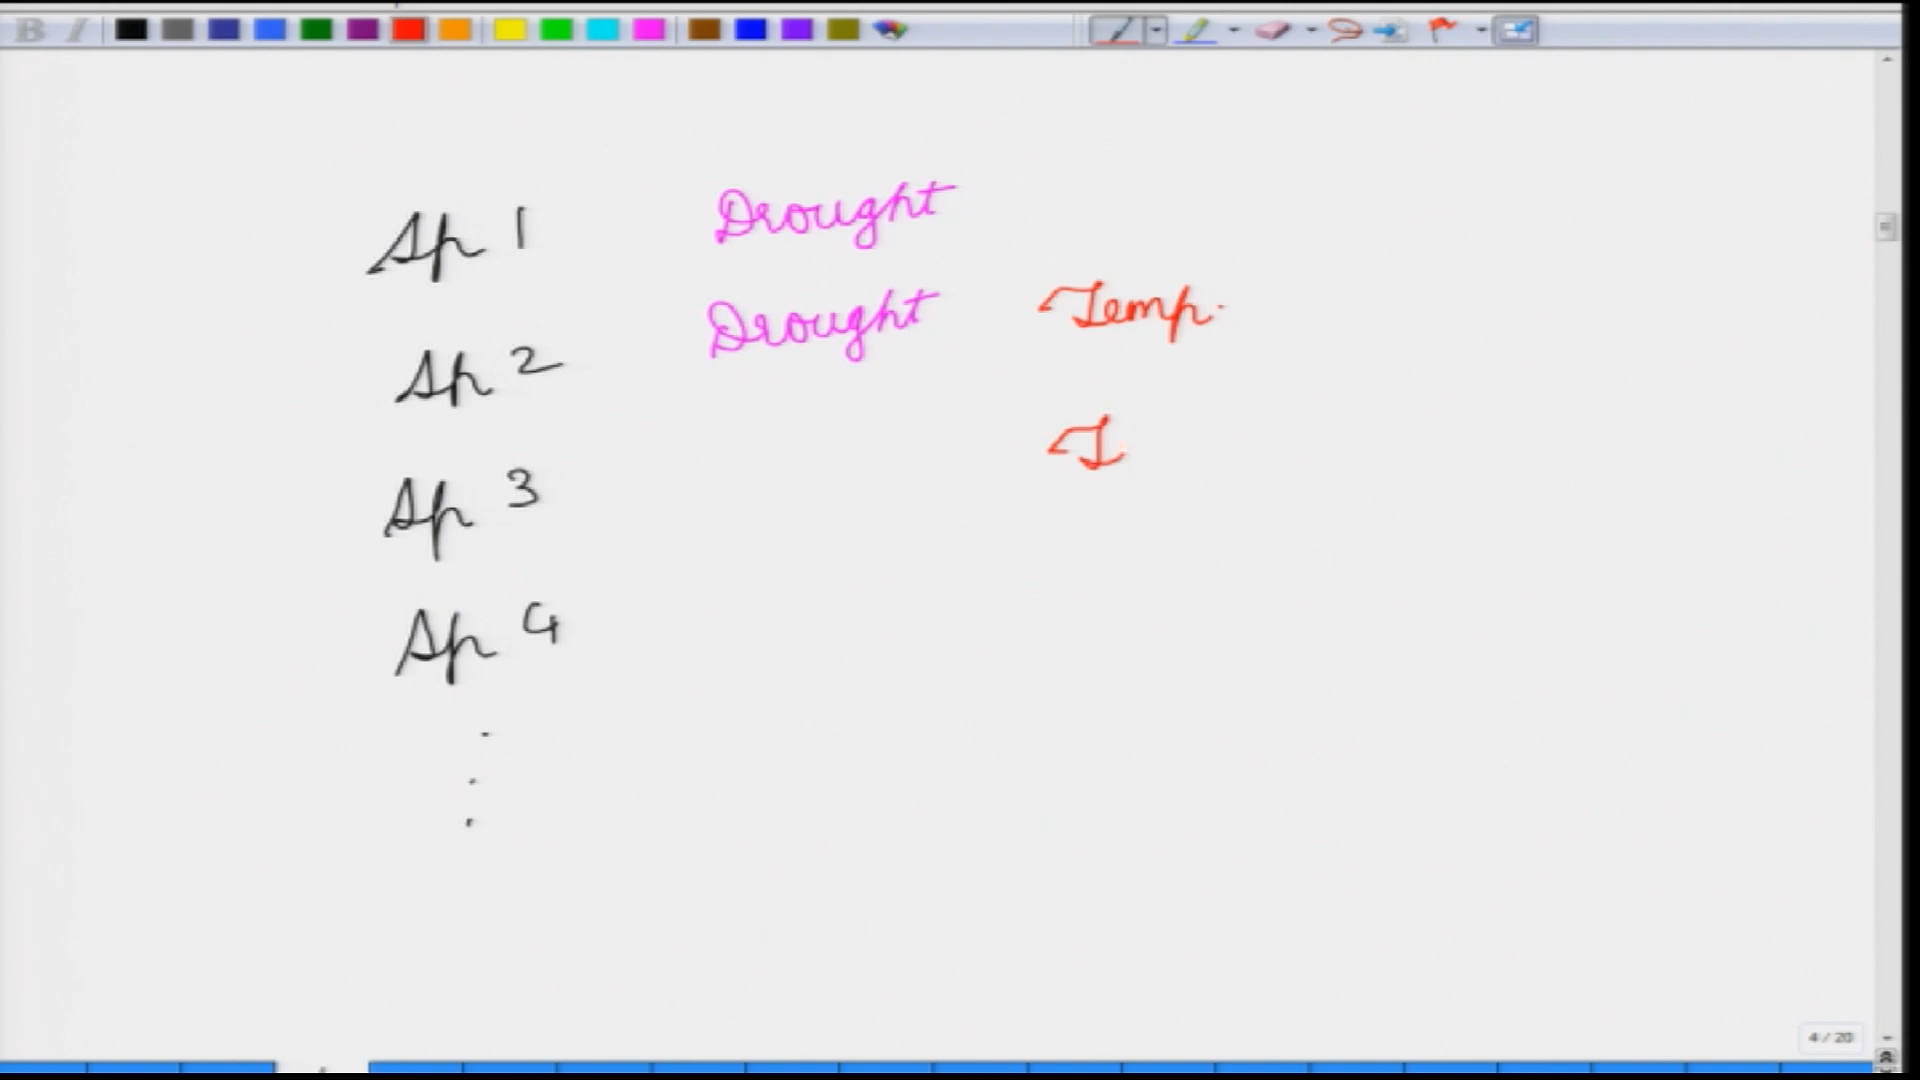 B I
Sp 1 Drought
Sp 2 Drought Temp.
Sp 3 T
Sp 4
.
.
.
4 / 20